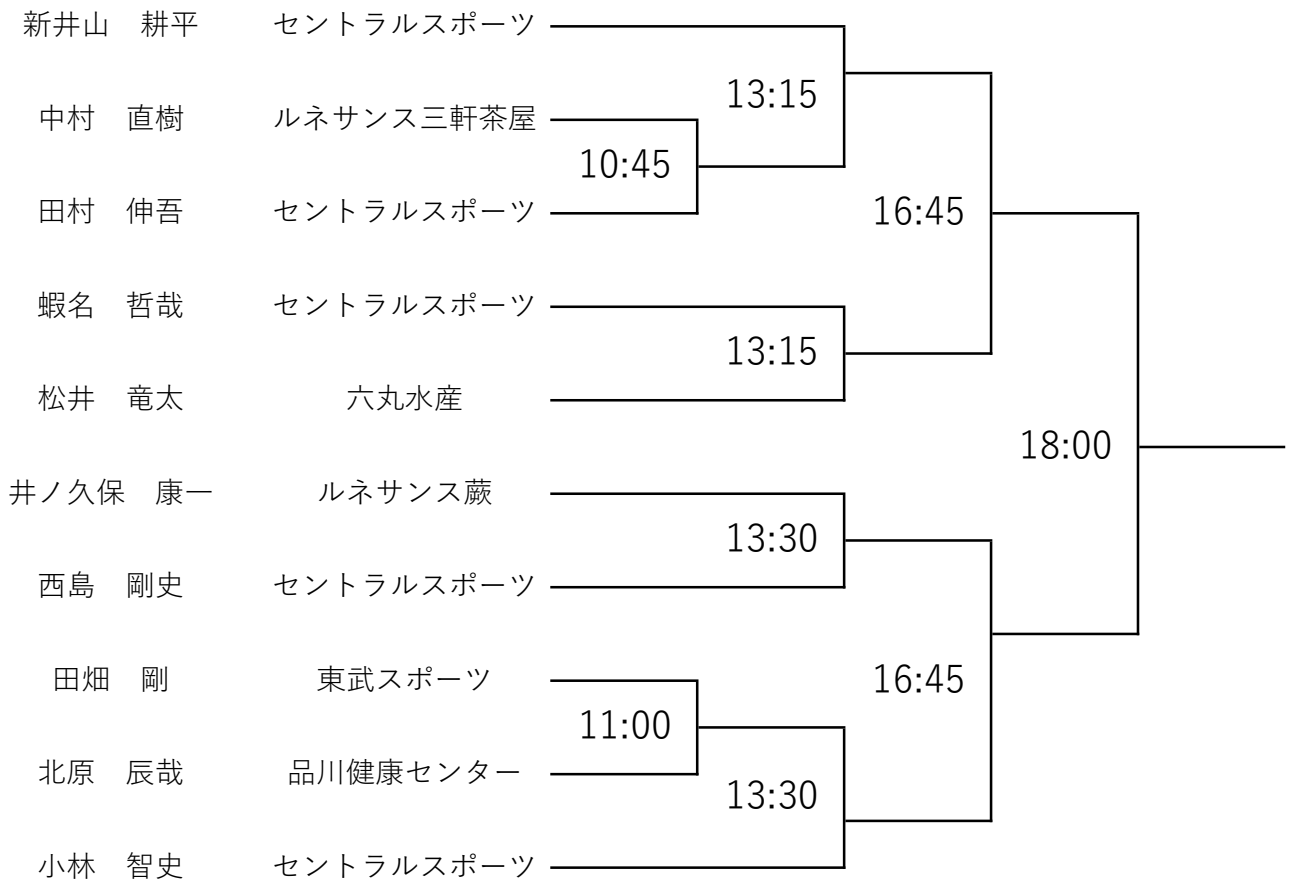 新井山　耕平　セントラルスポーツ
13:15
中村　直樹　ルネサンス三軒茶屋
10:45
田村　伸吾　セントラルスポーツ
16:45
蝦名　哲哉　セントラルスポーツ
13:15
松井　竜太　六丸水産
18:00
井ノ久保　康一　ルネサンス蕨
13:30
西島　剛史　セントラルスポーツ
田畑　剛　東武スポーツ
16:45
11:00
北原　辰哉　品川健康センター
13:30
小林　智史　セントラルスポーツ